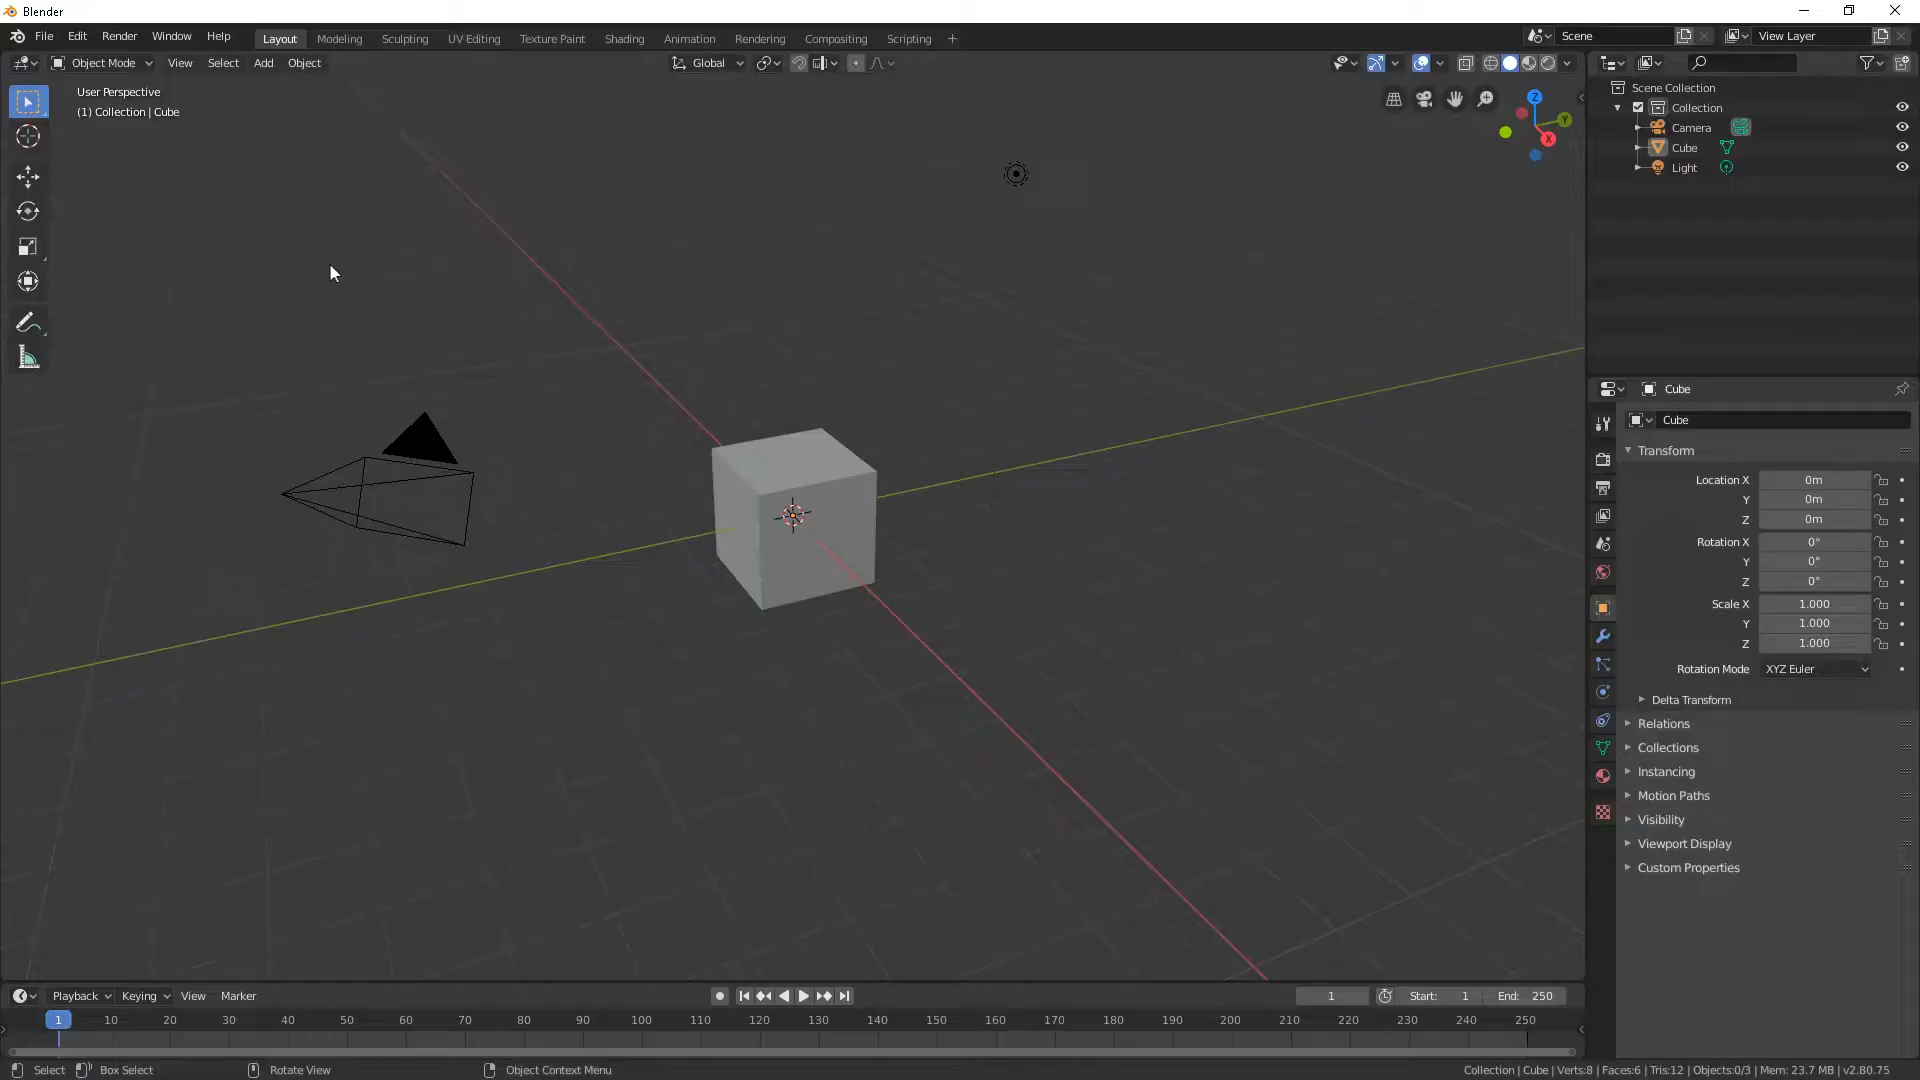 Blender
File Edit Render Window Help Layout Modeling Sculpting UV Editing Texture Paint Shading Animation Rendering Compositing Scripting + Scene View Layer
Object Mode View Select Add Object Global
User Perspective
(1) Collection | Cube
Z
Y
X
Scene Collection
Collection
Camera
Cube
Light
Cube
Cube
Transform
Location X 0m
Y 0m
Z 0m
Rotation X 0°
Y 0°
Z 0°
Scale X 1.000
Y 1.000
Z 1.000
Rotation Mode XYZ Euler
Delta Transform
Relations
Collections
Instancing
Motion Paths
Visibility
Viewport Display
Custom Properties
Playback Keying View Marker 1 Start: 1 End: 250
1 10 20 30 40 50 60 70 80 90 100 110 120 130 140 150 160 170 180 190 200 210 220 230 240 250
Select Box Select Rotate View Object Context Menu Collection | Cube | Verts:8 | Faces:6 | Tris:12 | Objects:0/3 | Mem: 23.7 MB | v2.80.75